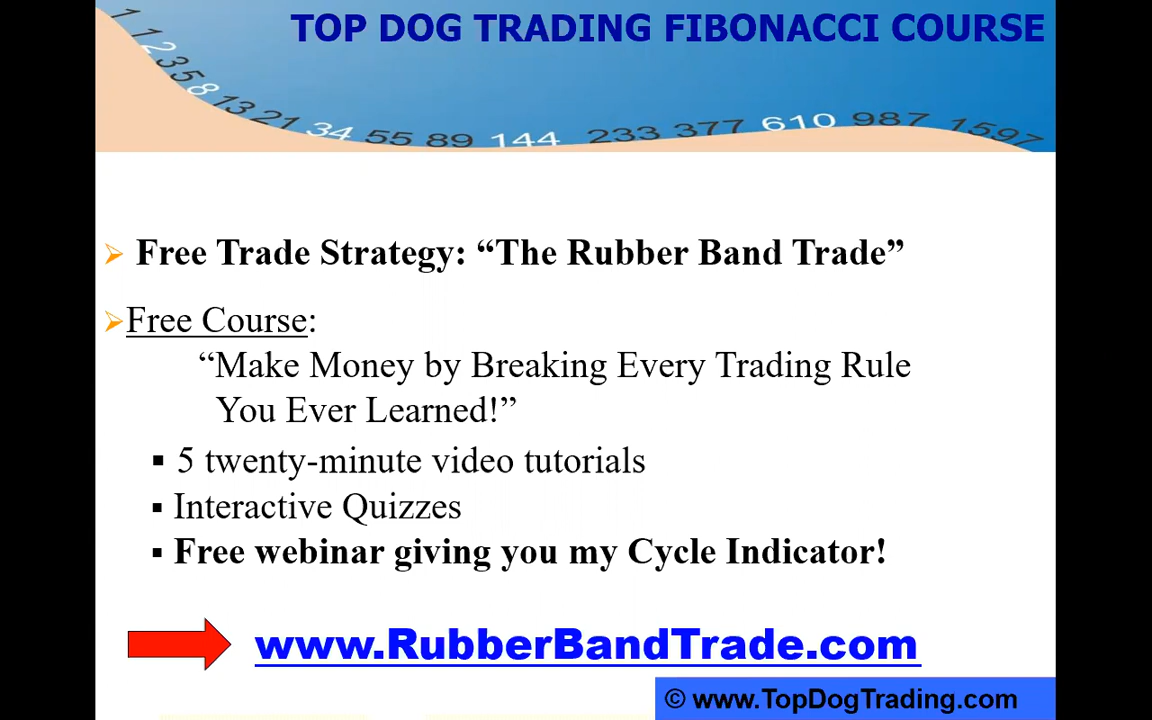 TOP DOG TRADING FIBONACCI COURSE
1 1 2 3 5 8 13 21 34 55 89 144 233 377 610 987 1597
Free Trade Strategy: “The Rubber Band Trade”
Free Course:
“Make Money by Breaking Every Trading Rule
You Ever Learned!”
5 twenty-minute video tutorials
Interactive Quizzes
Free webinar giving you my Cycle Indicator!
www.RubberBandTrade.com
© www.TopDogTrading.com